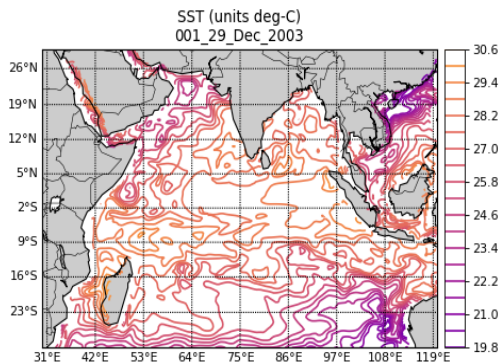 SST (units deg-C)
001_29_Dec_2003
26°N
19°N
12°N
5°N
2°S
9°S
16°S
23°S
31°E 42°E 53°E 64°E 75°E 86°E 97°E 108°E 119°E
30.6
29.4
28.2
27.0
25.8
24.6
23.4
22.2
21.0
19.8